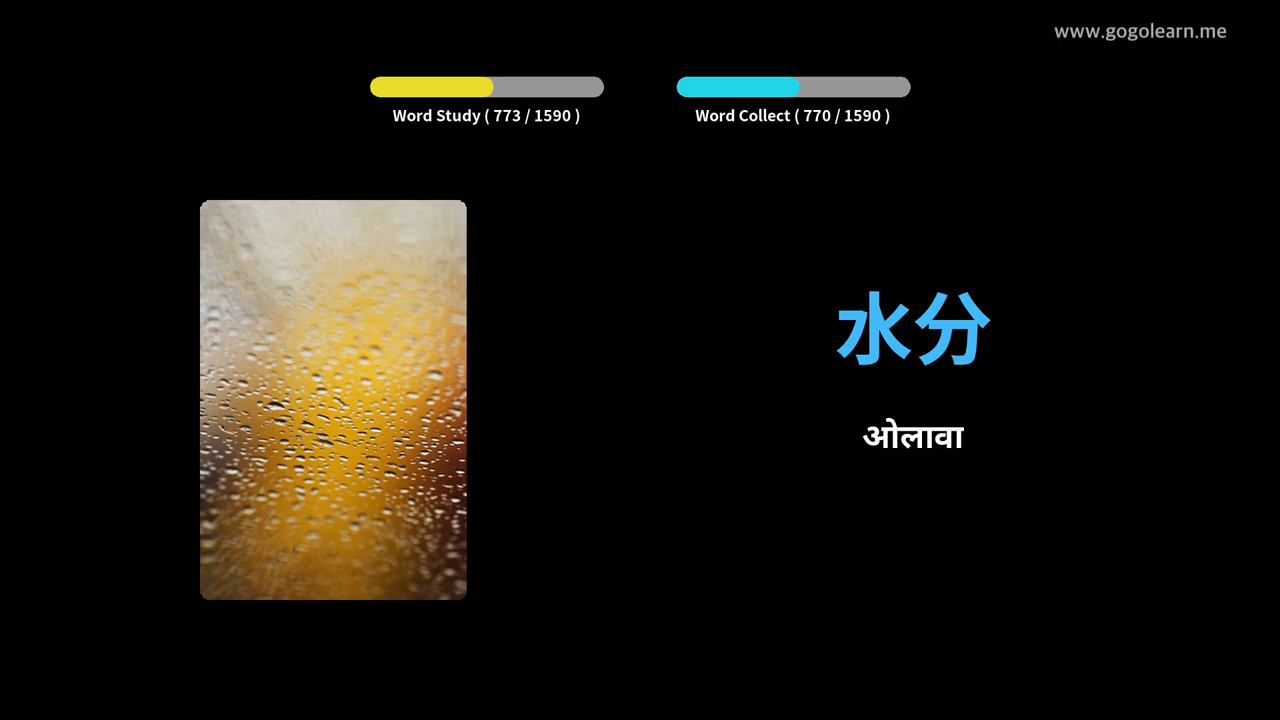 www.gogolearn.me
Word Study ( 773 / 1590 )
Word Collect ( 770 / 1590 )
水分
ओलावा